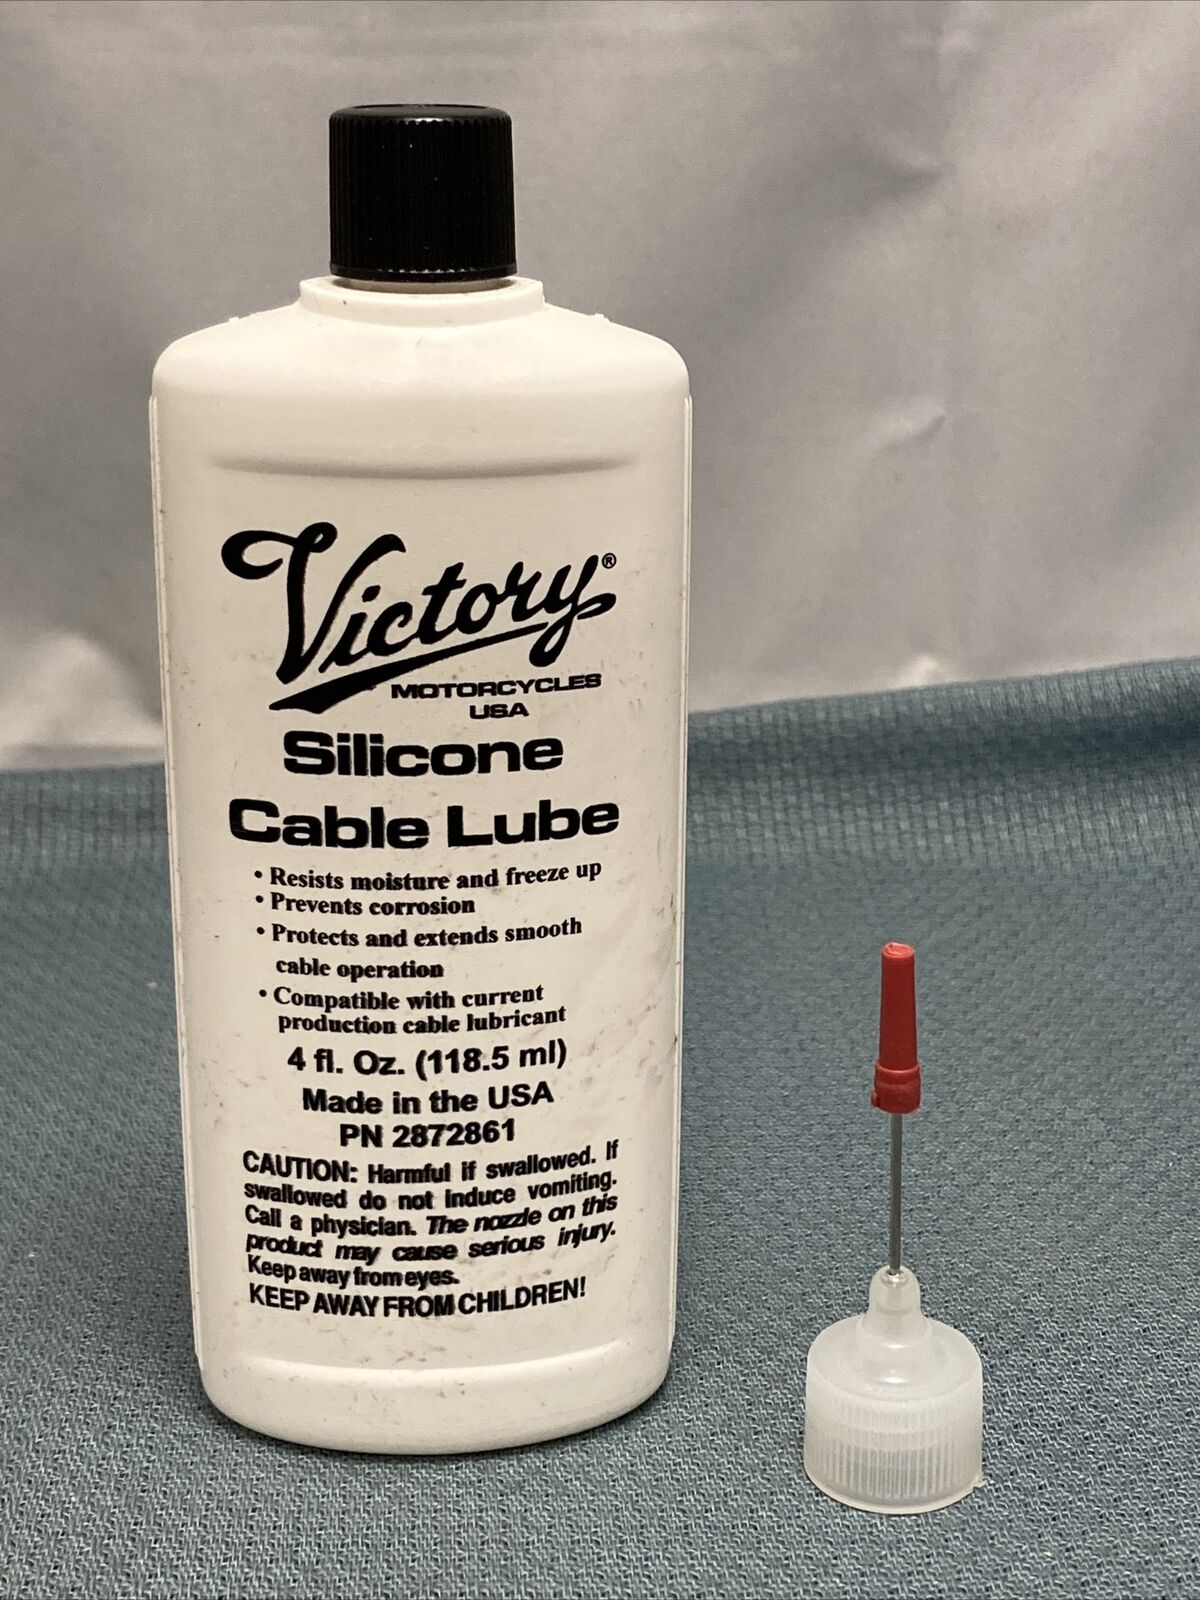 Victory®
MOTORCYCLES
USA
Silicone
Cable Lube
• Resists moisture and freeze up
• Prevents corrosion
• Protects and extends smooth
cable operation
• Compatible with current
production cable lubricant
4 fl. Oz. (118.5 ml)
Made in the USA
PN 2872861
CAUTION: Harmful if swallowed. If
swallowed do not induce vomiting.
Call a physician. The nozzle on this
product may cause serious injury.
Keep away from eyes.
KEEP AWAY FROM CHILDREN!